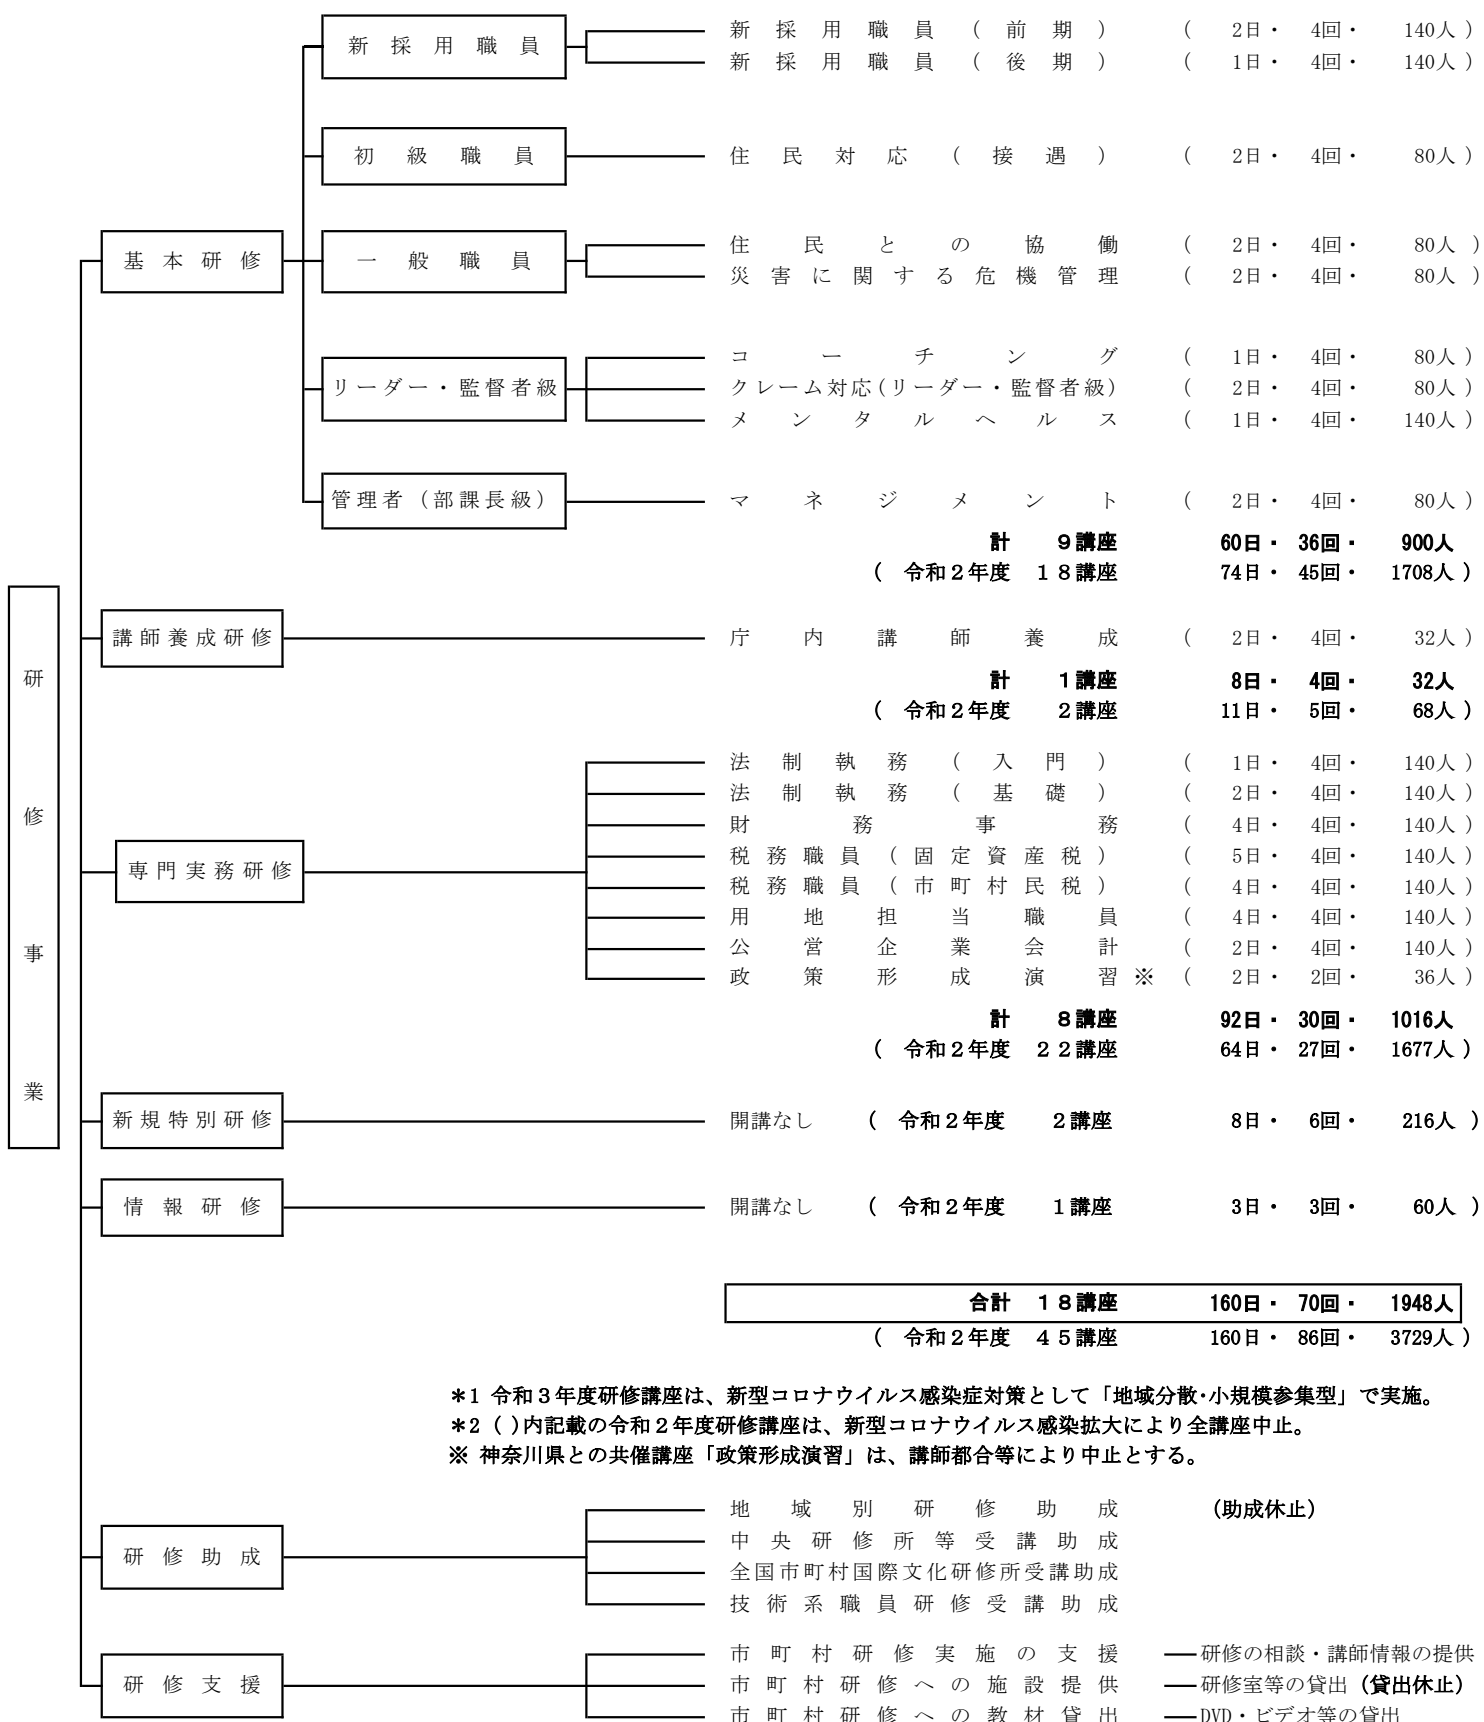 研修事業
基本研修
新採用職員
新採用職員（前期） （ 2日・ 4回・ 140人）
新採用職員（後期） （ 1日・ 4回・ 140人）
初級職員
住民対応（接遇） （ 2日・ 4回・ 80人）
一般職員
住民との協働 （ 2日・ 4回・ 80人 ）
災害に関する危機管理 （ 2日・ 4回・ 80人 ）
リーダー・監督者級
コーチング （ 1日・ 4回・ 80人）
クレーム対応(リーダー・監督者級) （ 2日・ 4回・ 80人）
メンタルヘルス （ 1日・ 4回・ 140人）
管理者（部課長級）
マネジメント （ 2日・ 4回・ 80人）
計 ９講座 60日・ 36回・ 900人
（ 令和２年度 １８講座 74日・ 45回・ 1708人 ）
講師養成研修
庁内講師養成 （ 2日・ 4回・ 32人）
計 １講座 8日・ 4回・ 32人
（ 令和２年度 ２講座 11日・ 5回・ 68人 ）
専門実務研修
法制執務（入門） （ 1日・ 4回・ 140人）
法制執務（基礎） （ 2日・ 4回・ 140人）
財務事務 （ 4日・ 4回・ 140人）
税務職員（固定資産税） （ 5日・ 4回・ 140人）
税務職員（市町村民税） （ 4日・ 4回・ 140人）
用地担当職員 （ 4日・ 4回・ 140人）
公営企業会計 （ 2日・ 4回・ 140人）
政策形成演習※ （ 2日・ 2回・ 36人）
計 ８講座 92日・ 30回・ 1016人
（ 令和２年度 ２２講座 64日・ 27回・ 1677人 ）
新規特別研修
開講なし （ 令和２年度 ２講座 8日・ 6回・ 216人 ）
情報研修
開講なし （ 令和２年度 １講座 3日・ 3回・ 60人 ）
合計 １８講座 160日・ 70回・ 1948人
（ 令和２年度 ４５講座 160日・ 86回・ 3729人 ）
＊1 令和３年度研修講座は、新型コロナウイルス感染症対策として「地域分散･小規模参集型」で実施。
＊2 ( )内記載の令和２年度研修講座は、新型コロナウイルス感染拡大により全講座中止。
※ 神奈川県との共催講座「政策形成演習」は、講師都合等により中止とする。
研修助成
地域別研修助成 （助成休止）
中央研修所等受講助成
全国市町村国際文化研修所受講助成
技術系職員研修受講助成
研修支援
市町村研修実施の支援 研修の相談・講師情報の提供
市町村研修への施設提供 研修室等の貸出（貸出休止）
市町村研修への教材貸出 DVD・ビデオ等の貸出